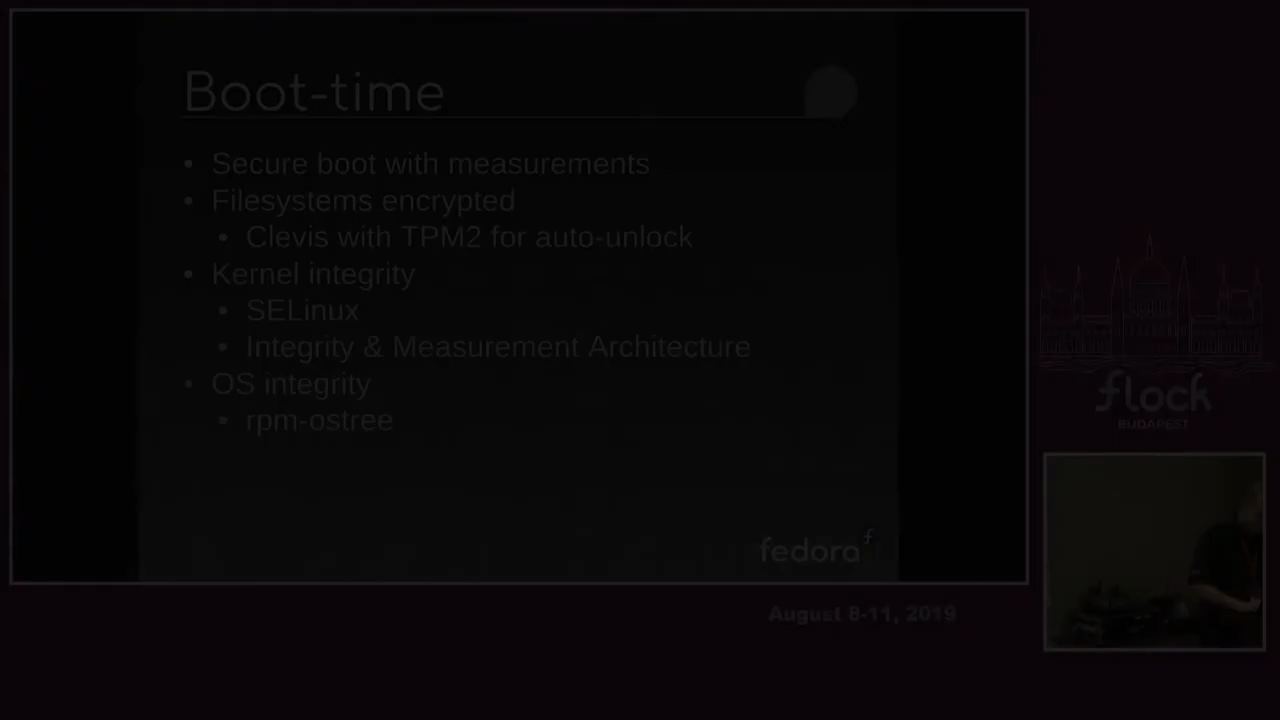 Boot-time
• Secure boot with measurements
• Filesystems encrypted
• Clevis with TPM2 for auto-unlock
• Kernel integrity
• SELinux
• Integrity & Measurement Architecture
• OS integrity
• rpm-ostree
fedora
flock
BUDAPEST
August 8-11, 2019